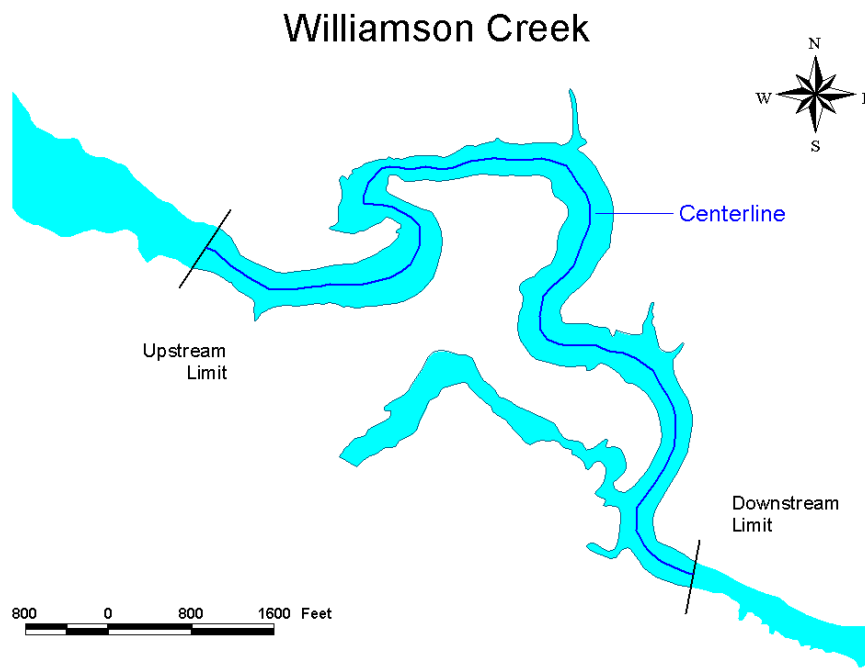 Williamson Creek
N
W
E
S
Centerline
Upstream
Limit
Downstream
Limit
800 0 800 1600 Feet